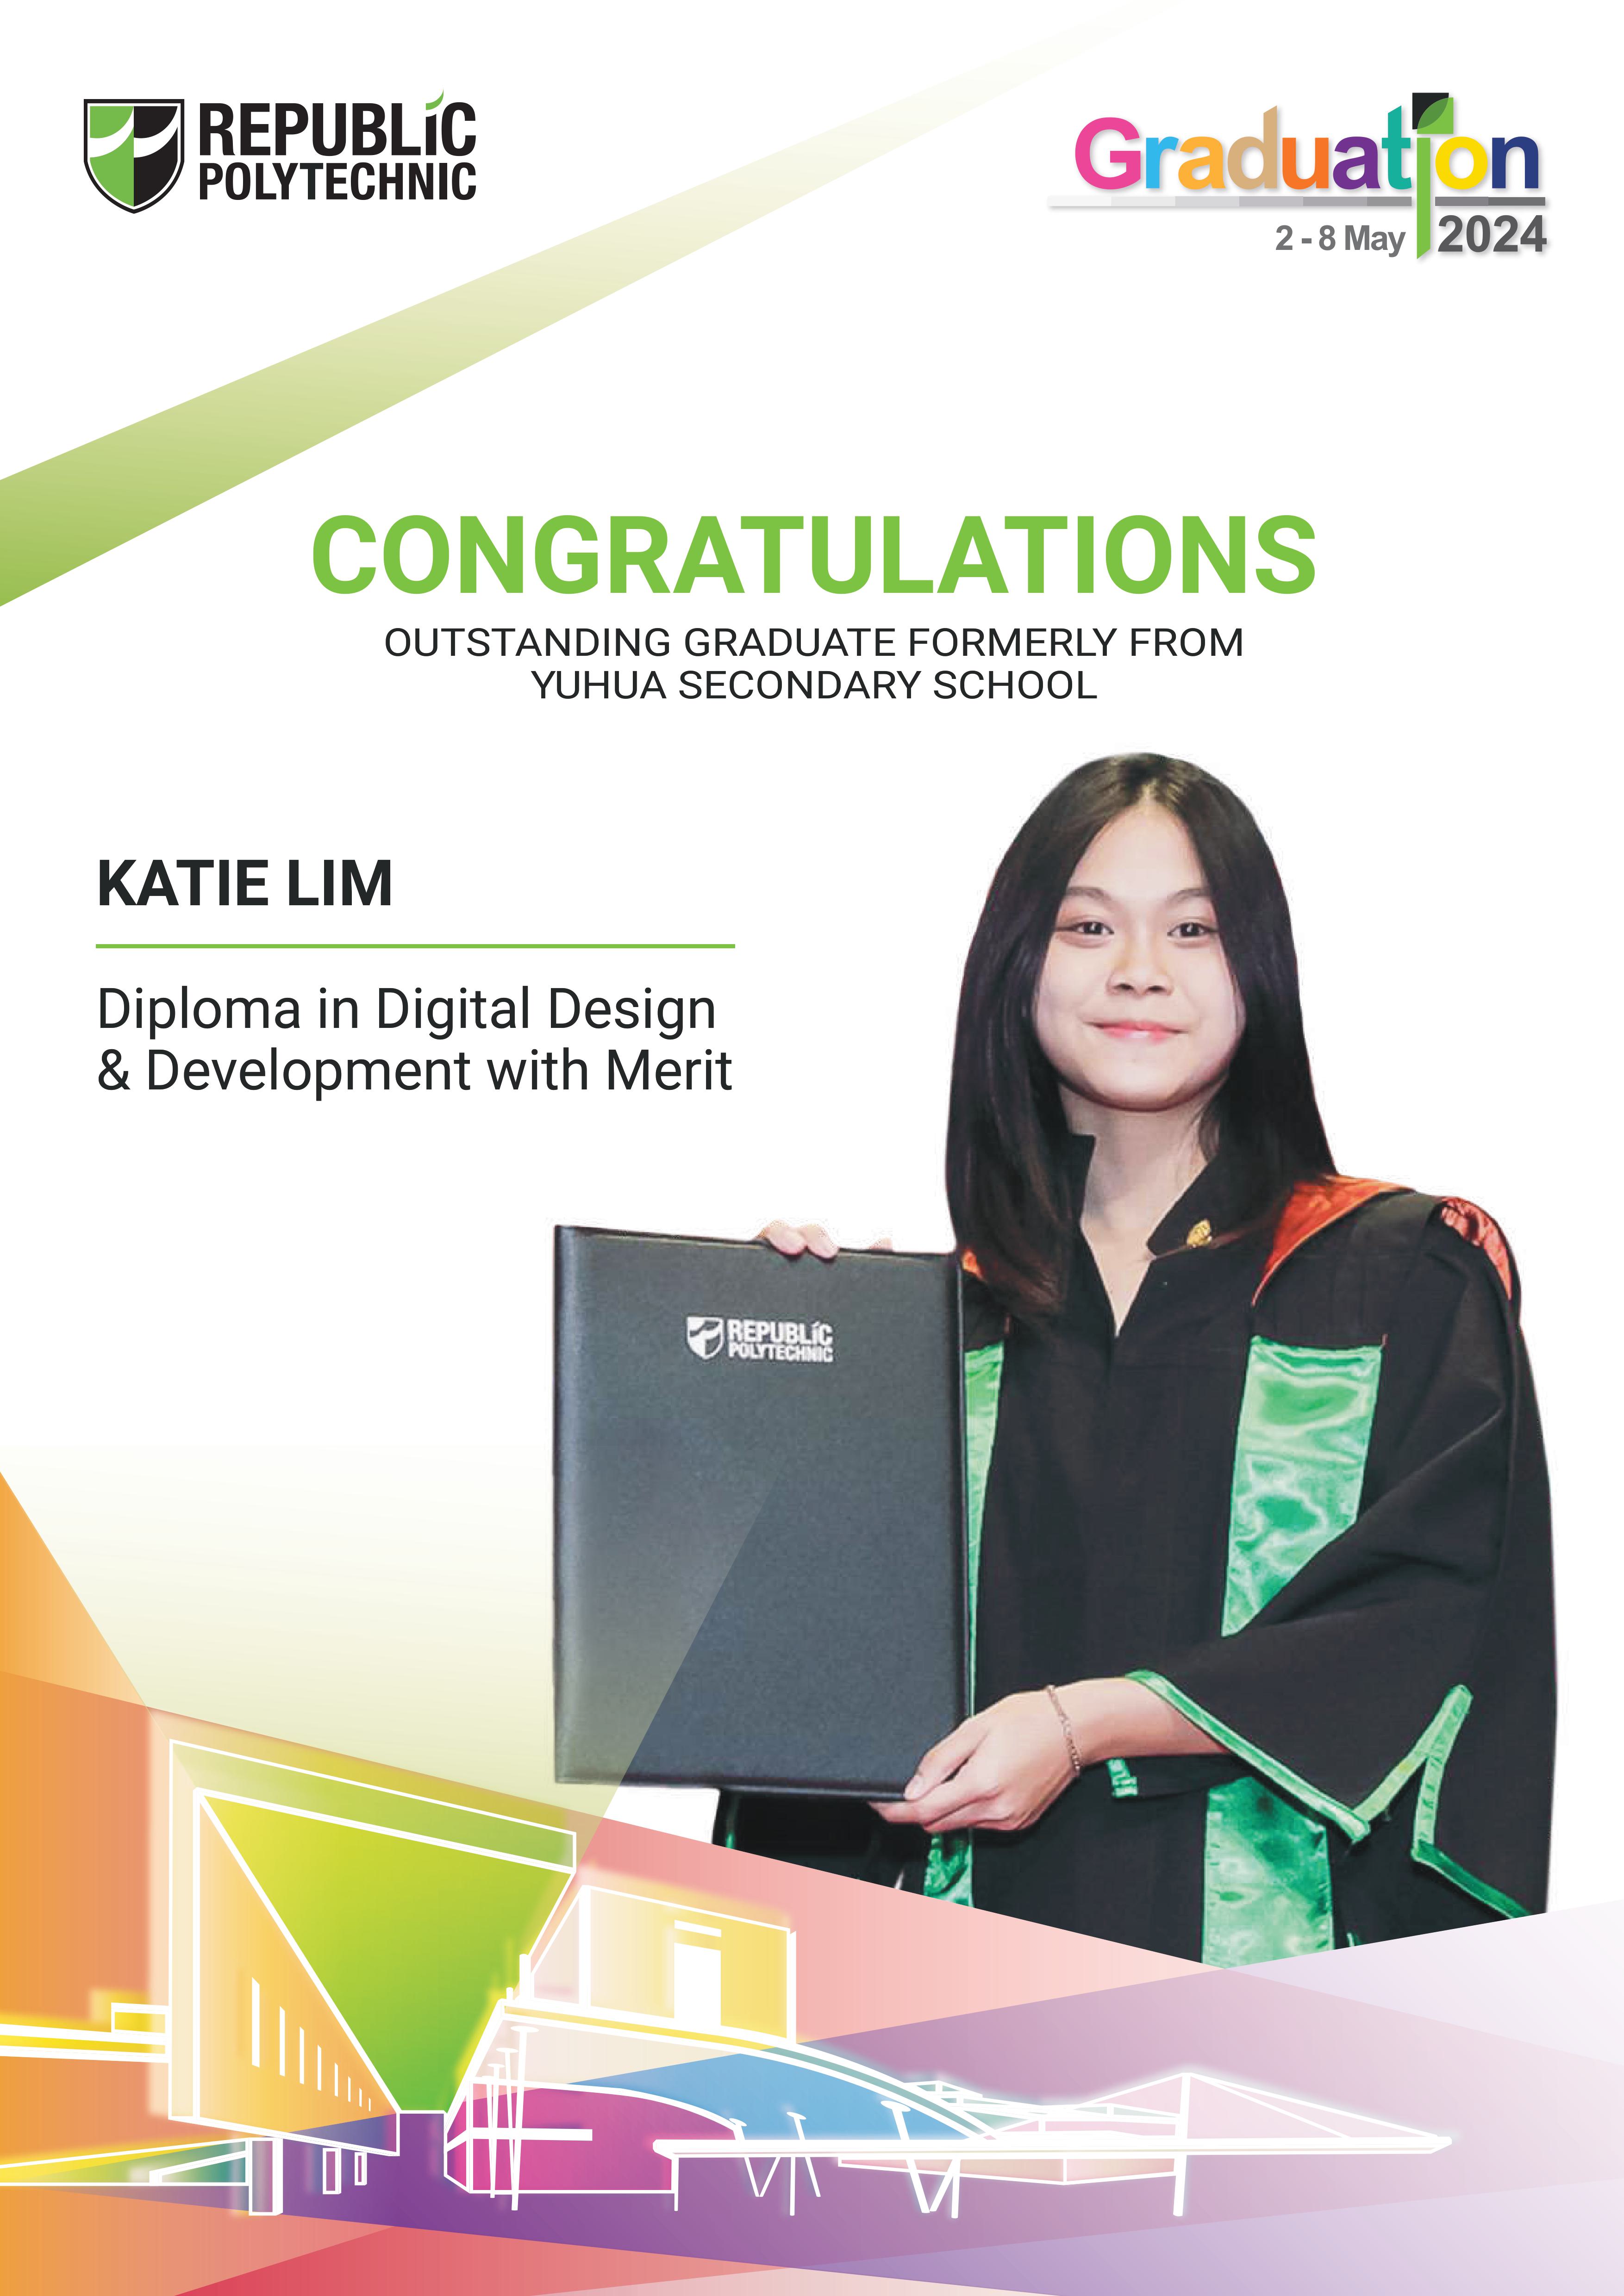 REPUBLIC
POLYTECHNIC
Graduation
2 - 8 May 2024
CONGRATULATIONS
OUTSTANDING GRADUATE FORMERLY FROM
YUHUA SECONDARY SCHOOL
KATIE LIM
Diploma in Digital Design
& Development with Merit
REPUBLIC
POLYTECHNIC